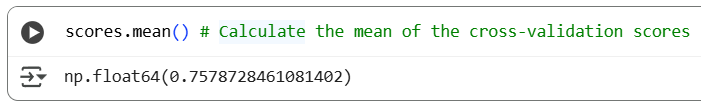 scores.mean() # Calculate the mean of the cross-validation scores
np.float64(0.7578728461081402)